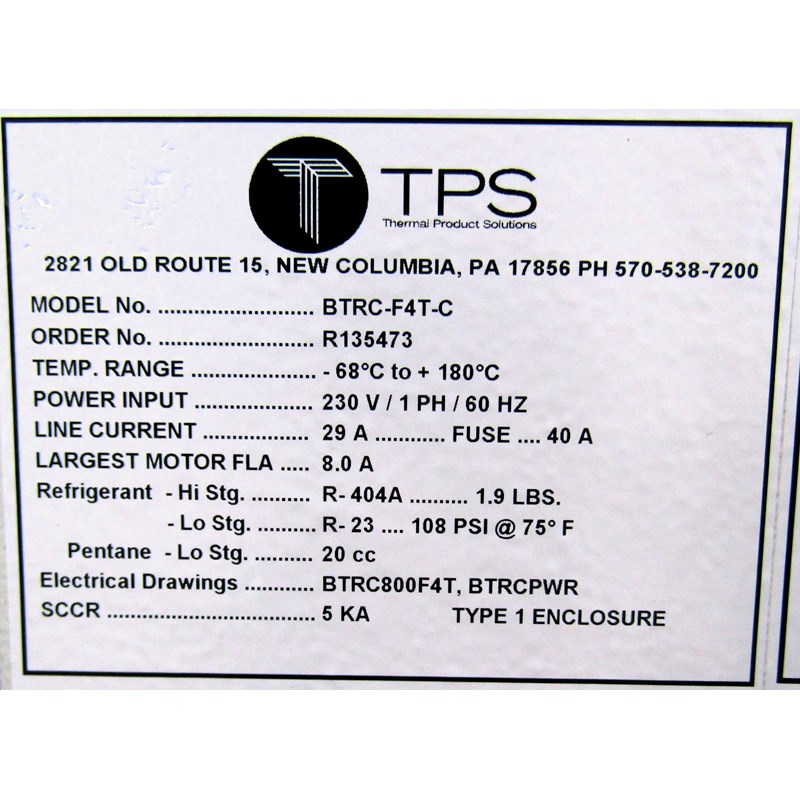 TPS
Thermal Product Solutions
2821 OLD ROUTE 15, NEW COLUMBIA, PA 17856 PH 570-538-7200
MODEL No. .......................... BTRC-F4T-C
ORDER No. .......................... R135473
TEMP. RANGE ..................... - 68°C to + 180°C
POWER INPUT .................... 230 V / 1 PH / 60 HZ
LINE CURRENT .................. 29 A ............ FUSE .... 40 A
LARGEST MOTOR FLA ..... 8.0 A
Refrigerant - Hi Stg. .......... R- 404A .......... 1.9 LBS.
- Lo Stg. .......... R- 23 .... 108 PSI @ 75° F
Pentane - Lo Stg. .......... 20 cc
Electrical Drawings ............ BTRC800F4T, BTRCPWR
SCCR ................................... 5 KA TYPE 1 ENCLOSURE